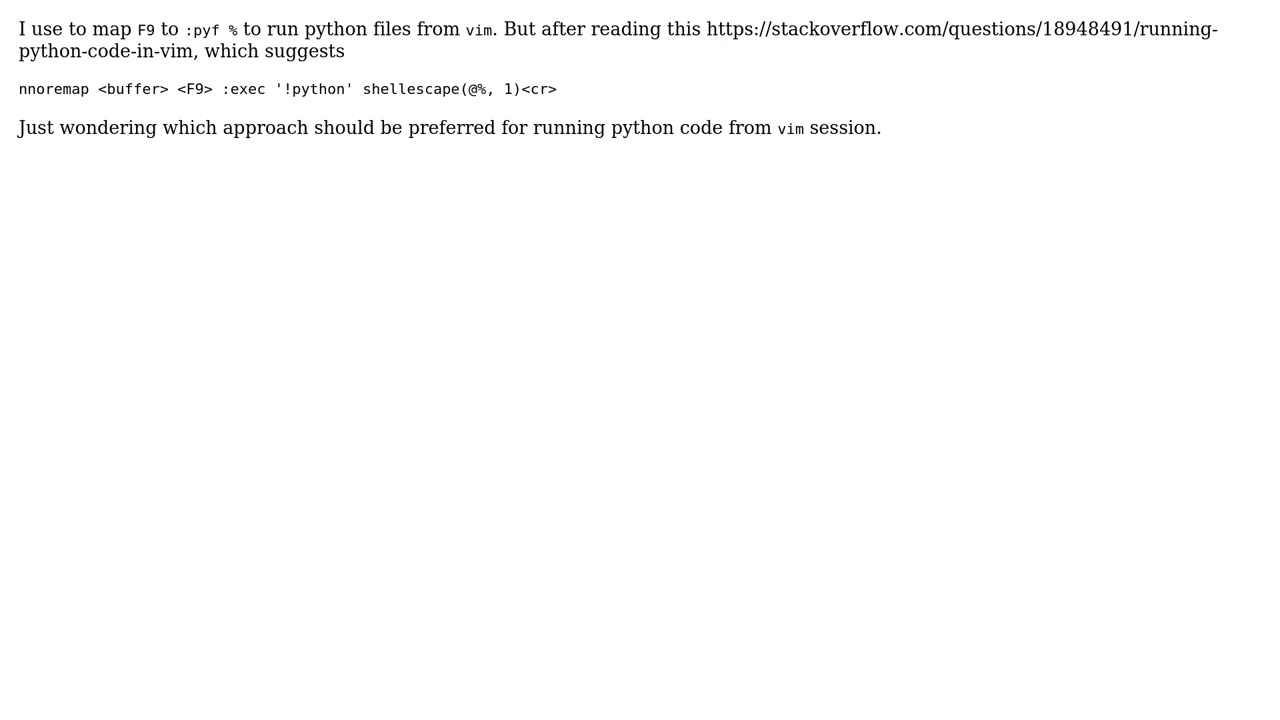 I use to map F9 to :pyf % to run python files from vim. But after reading this https://stackoverflow.com/questions/18948491/running-
python-code-in-vim, which suggests
nnoremap <buffer> <F9> :exec '!python' shellescape(@%, 1)<cr>
Just wondering which approach should be preferred for running python code from vim session.